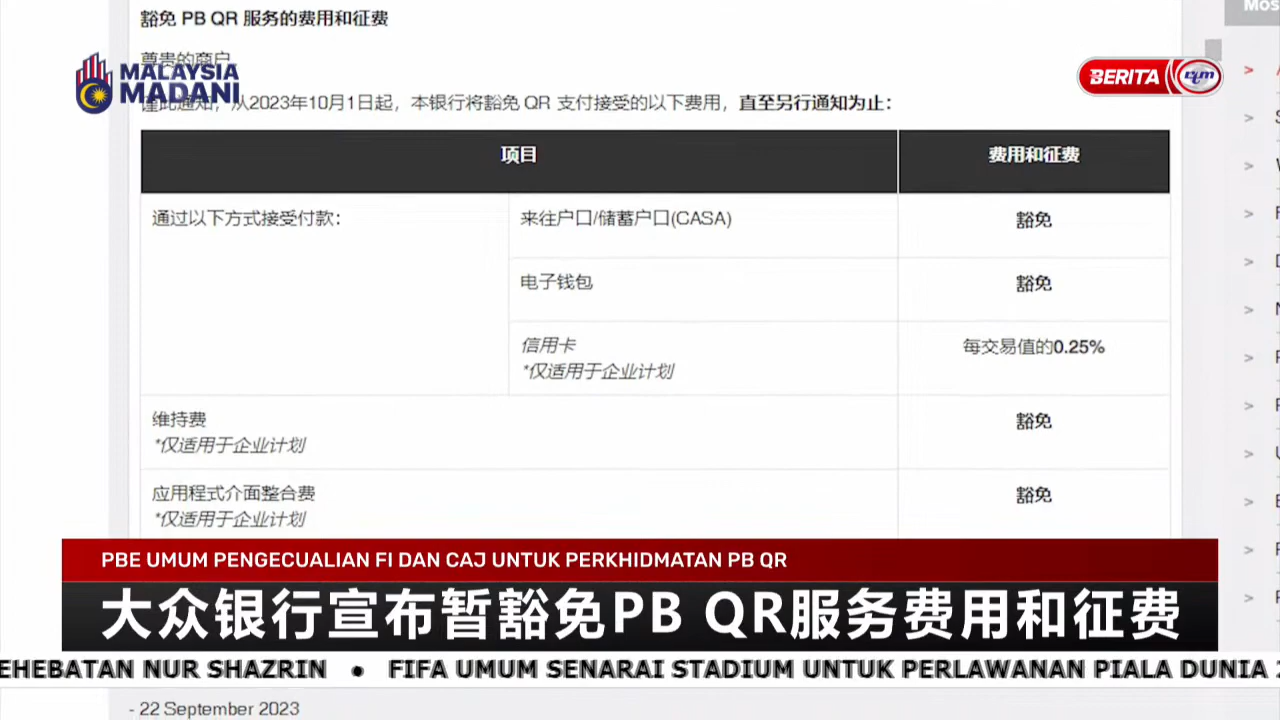 豁免 PB QR 服务的费用和征费
尊贵的商户
MALAYSIA
MADANI
BERITA
谨此通知，从2023年10月1日起，本银行将豁免 QR 支付接受的以下费用，直至另行通知为止：
项目
费用和征费
通过以下方式接受付款：
来往户口/储蓄户口(CASA)
豁免
电子钱包
豁免
信用卡
*仅适用于企业计划
每交易值的0.25%
维持费
*仅适用于企业计划
豁免
应用程式介面整合费
*仅适用于企业计划
豁免
PBE UMUM PENGECUALIAN FI DAN CAJ UNTUK PERKHIDMATAN PB QR
大众银行宣布暂豁免PB QR服务费用和征费
EHEBATAN NUR SHAZRIN • FIFA UMUM SENARAI STADIUM UNTUK PERLAWANAN PIALA DUNIA
- 22 September 2023